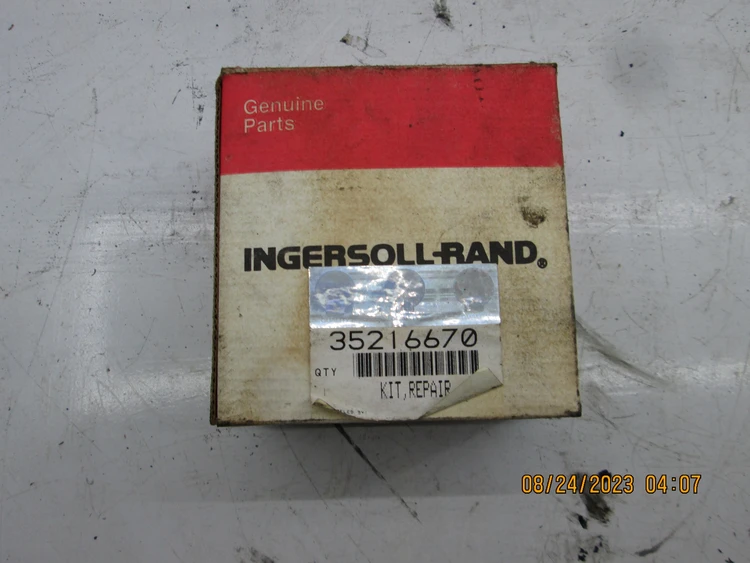 Genuine
Parts
INGERSOLL-RAND®
35216670
QTY
KIT, REPAIR
08/24/2023 04:07